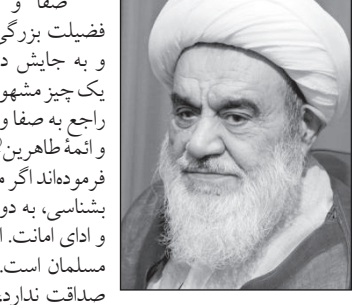 صفا و
فضیلت بزرگی
و به جایش د
یک چیز مشهو
راجع به صفا و
و ائمهٔ طاهرین
فرموده‌اند اگر م
بشناسی، به دو
و ادای امانت. ا
مسلمان است.
صداقت ندارد،